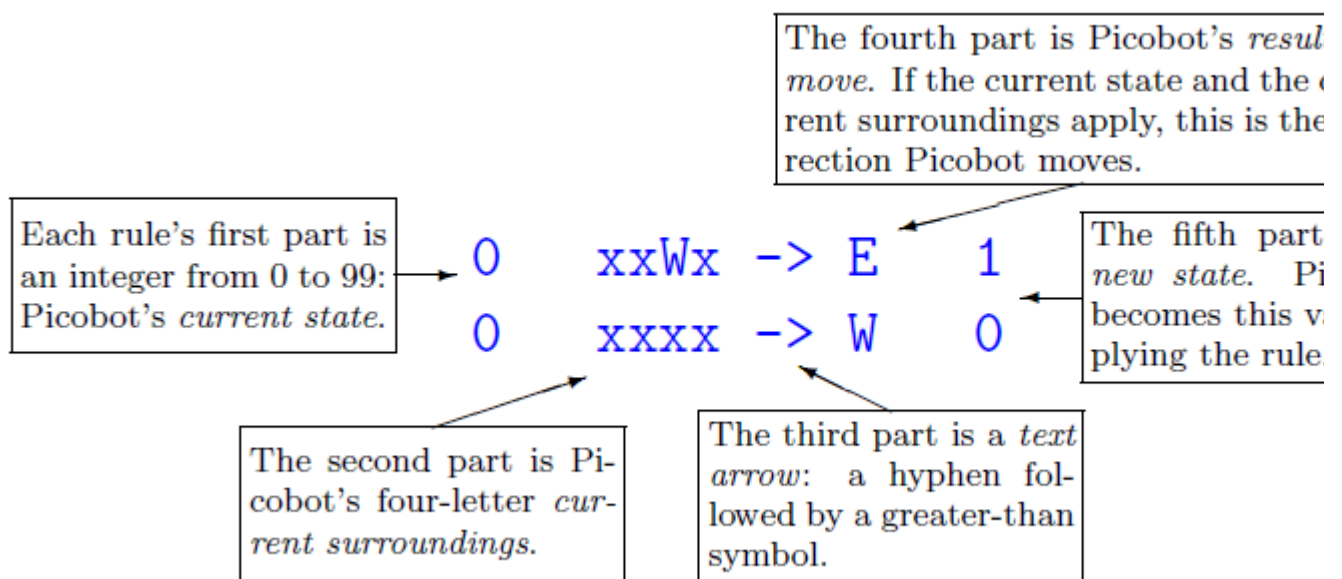 The fourth part is Picobot's
move. If the current state and the
rent surroundings apply, this is the
rection Picobot moves.
Each rule's first part is
an integer from 0 to 99:
Picobot's current state.
0 xxWx -> E 1
0 xxxx -> W 0
The fifth part
new state.
becomes this
plying the rule.
The second part is Pi-
cobot's four-letter cur-
rent surroundings.
The third part is a text
arrow: a hyphen fol-
lowed by a greater-than
symbol.